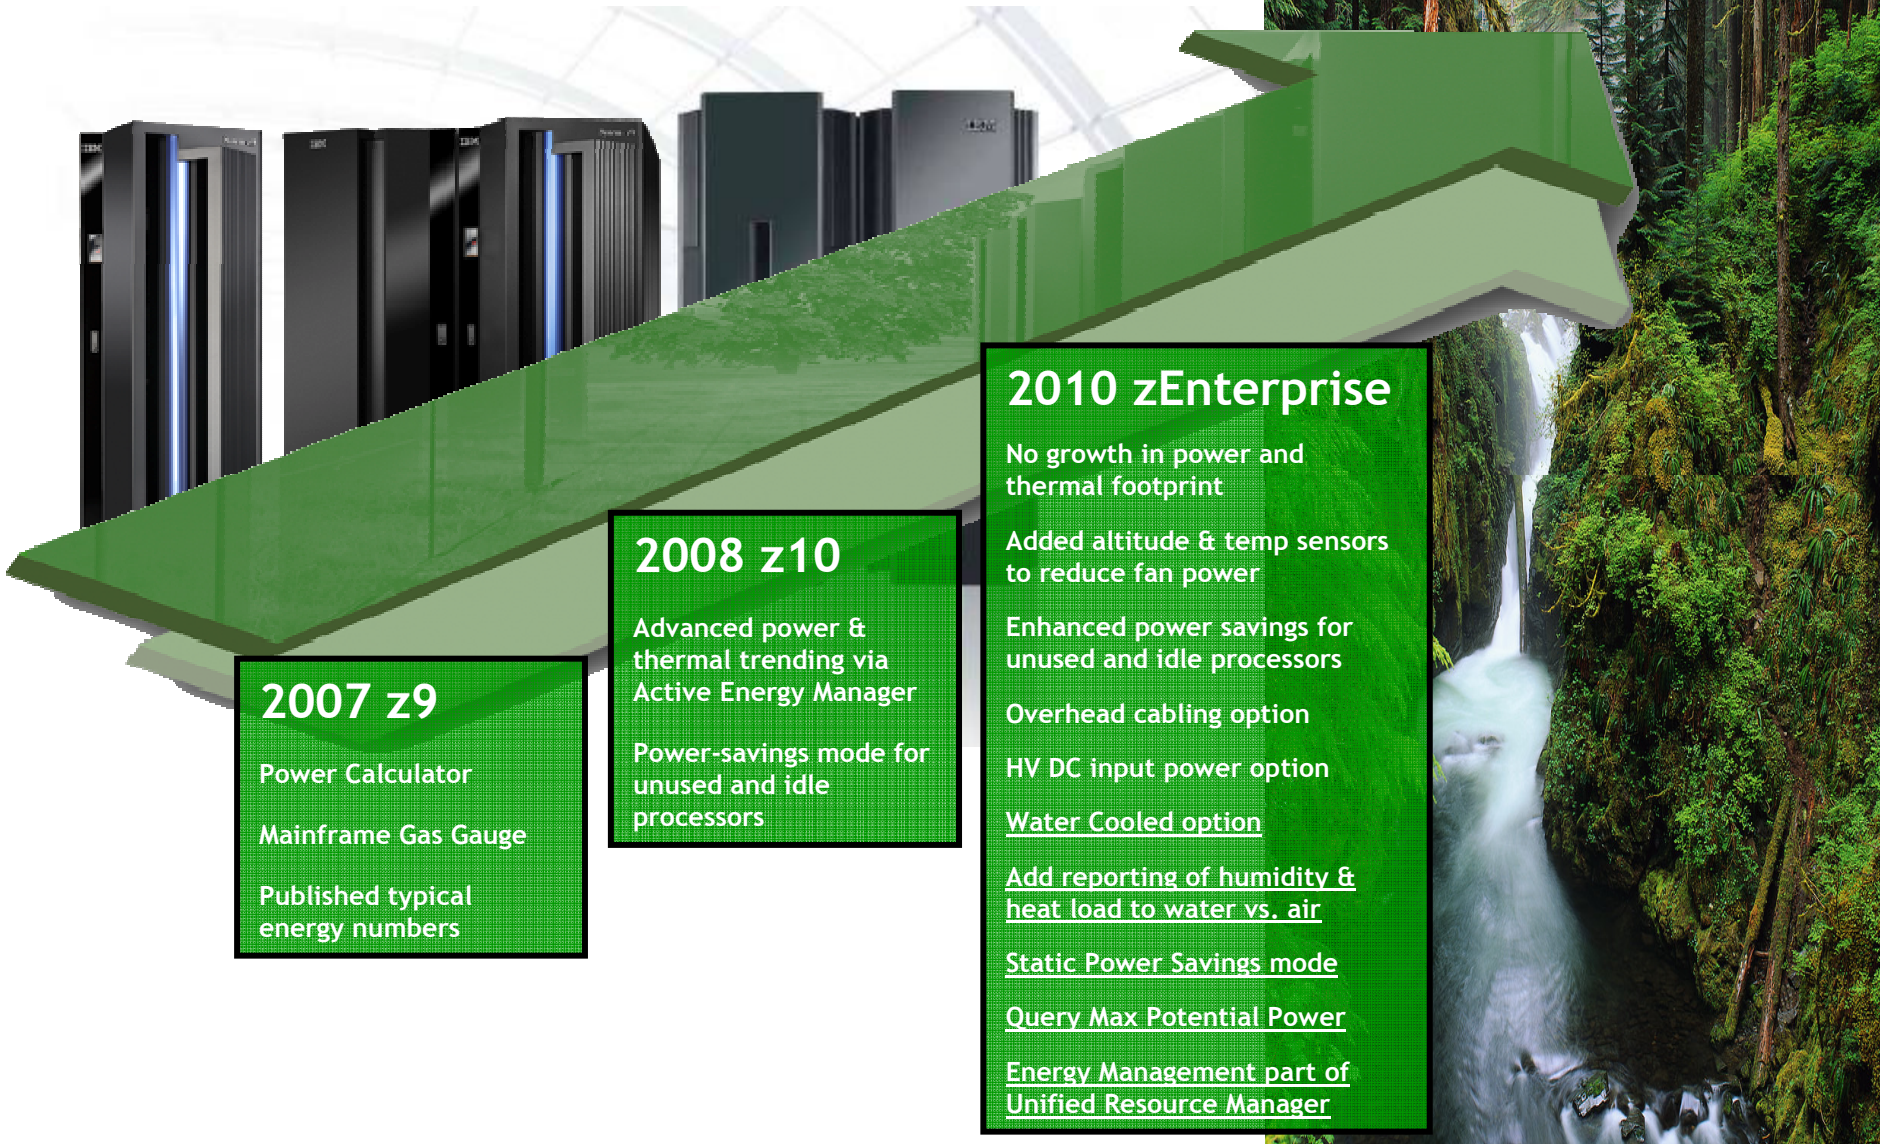 IBM
IBM
IBM
IBM
2010 zEnterprise
No growth in power and
thermal footprint
Added altitude & temp sensors
to reduce fan power
Enhanced power savings for
unused and idle processors
Overhead cabling option
HV DC input power option
Water Cooled option
Add reporting of humidity &
heat load to water vs. air
Static Power Savings mode
Query Max Potential Power
Energy Management part of
Unified Resource Manager
2008 z10
Advanced power &
thermal trending via
Active Energy Manager
Power-savings mode for
unused and idle
processors
2007 z9
Power Calculator
Mainframe Gas Gauge
Published typical
energy numbers